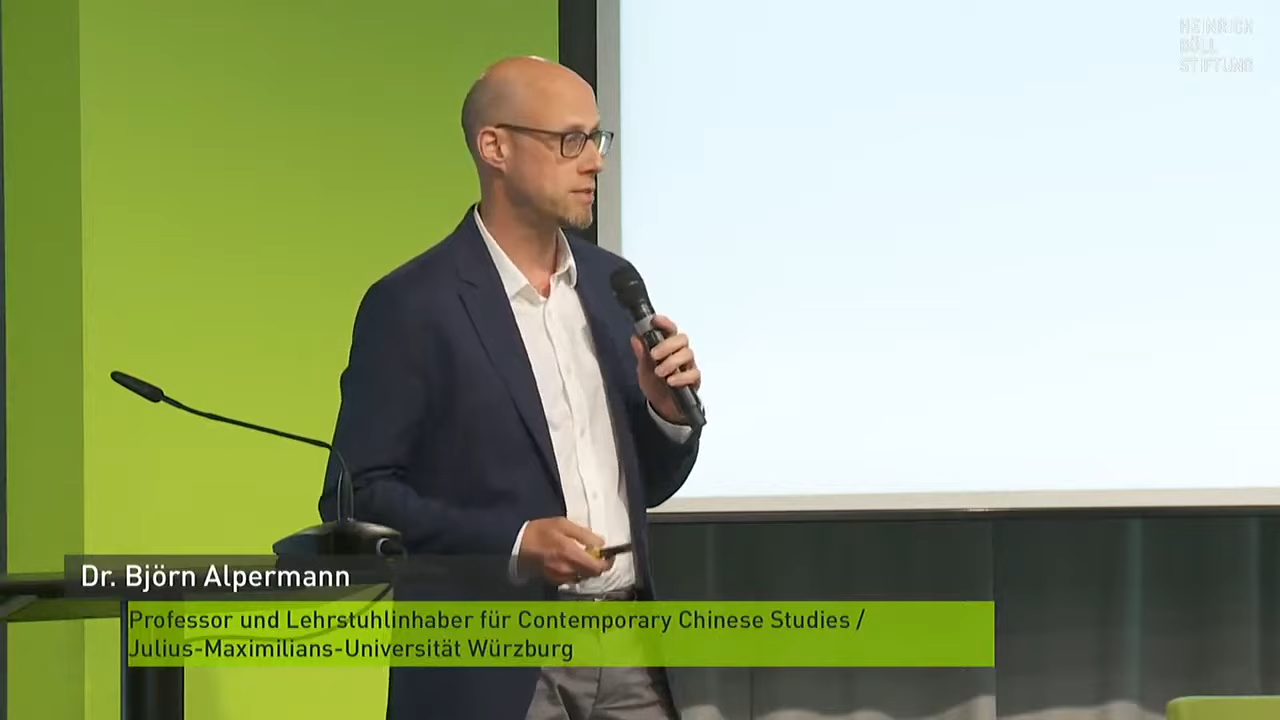 HEINRICH
BÖLL
STIFTUNG
Dr. Björn Alpermann
Professor und Lehrstuhlinhaber für Contemporary Chinese Studies /
Julius-Maximilians-Universität Würzburg